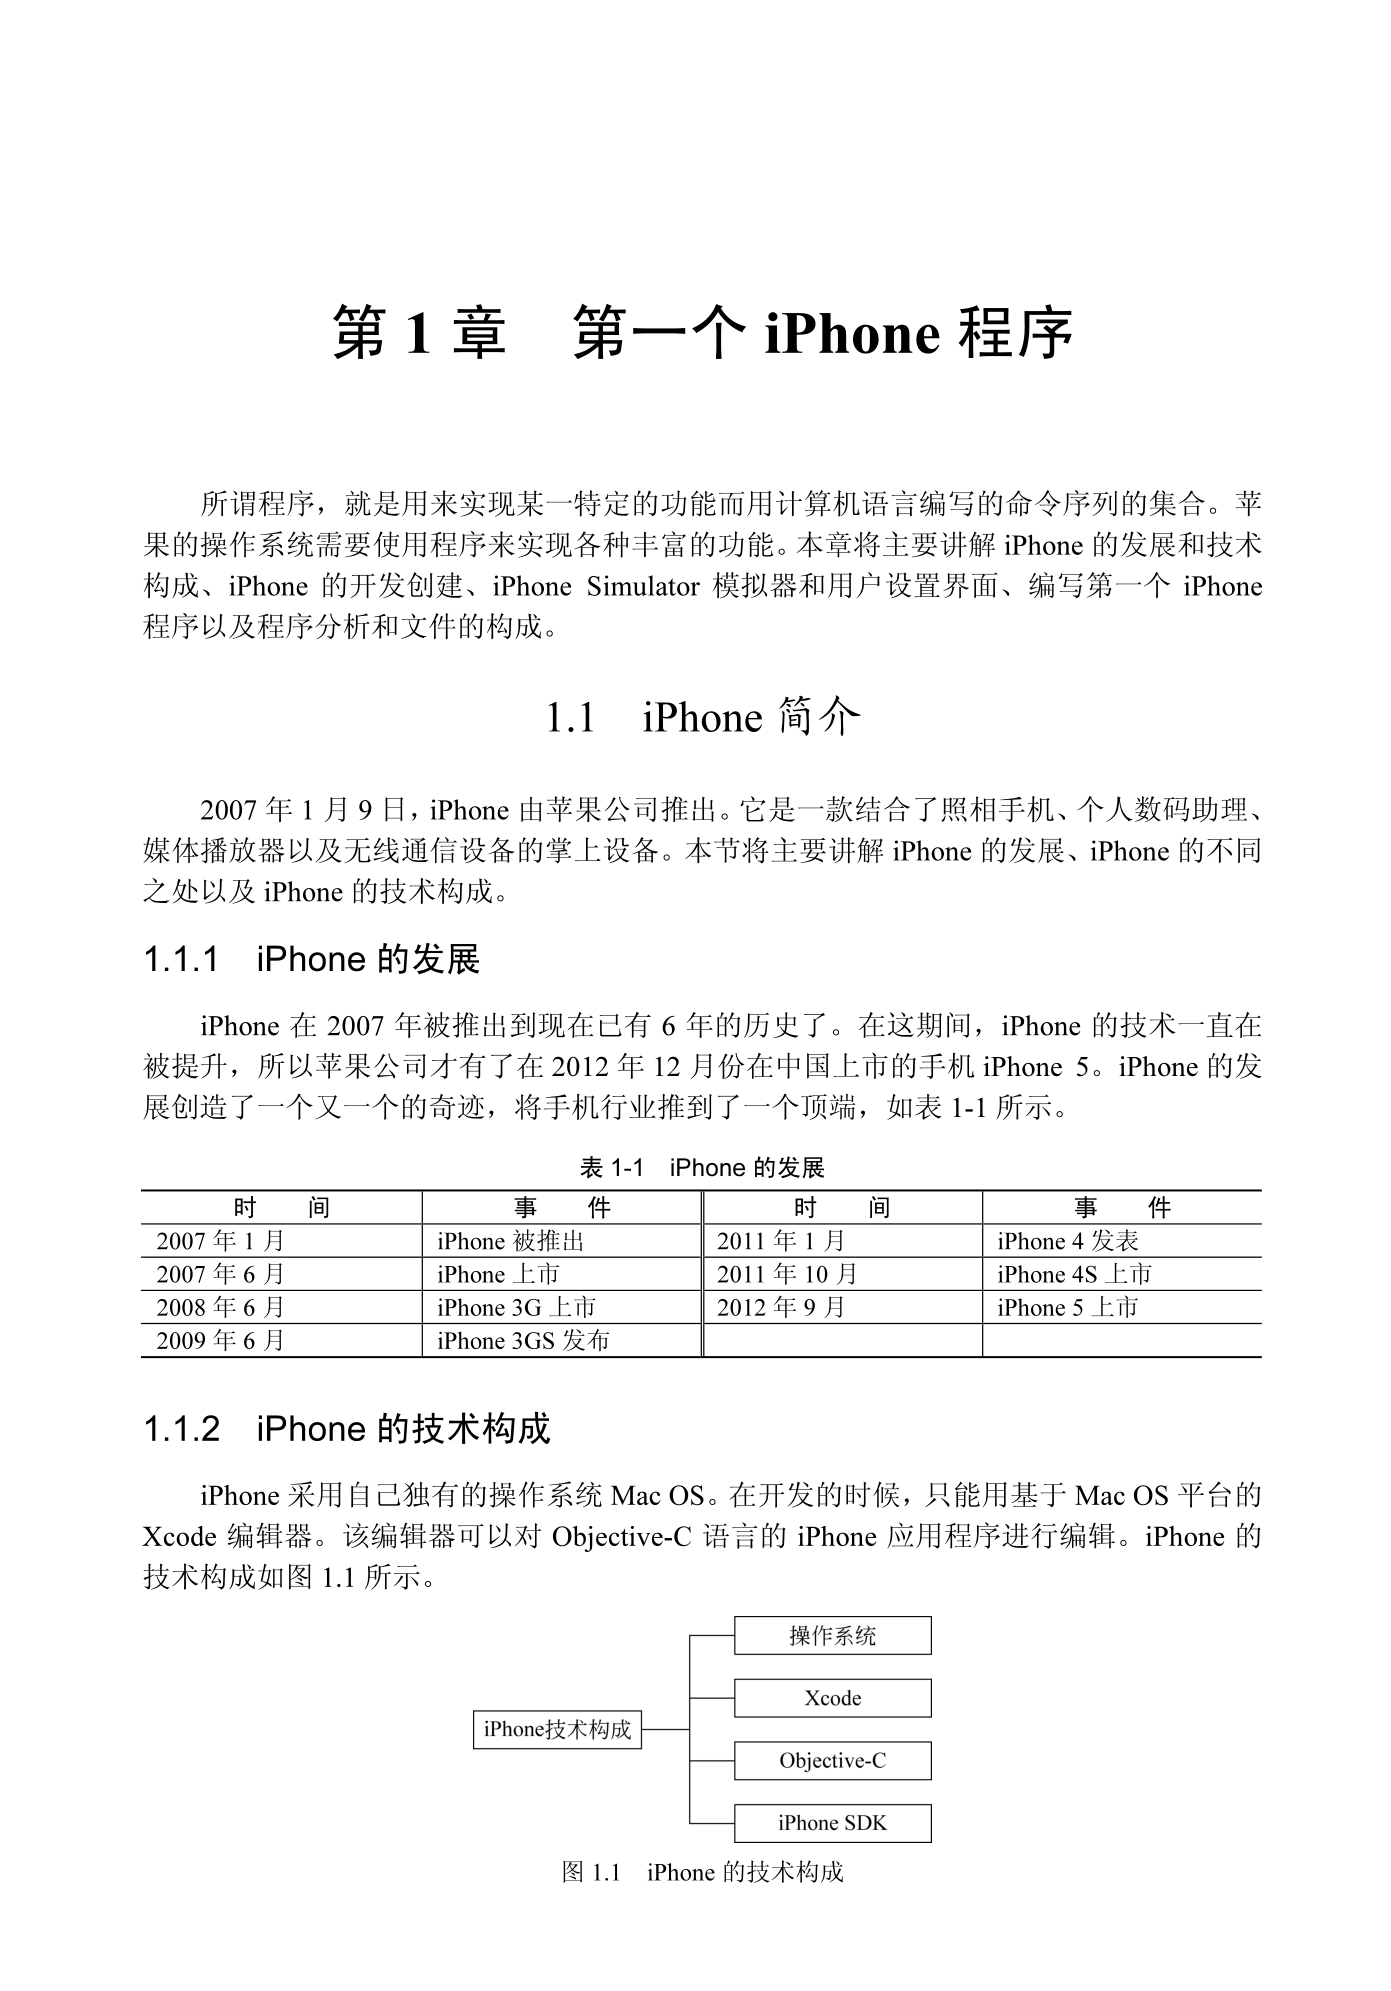 第 1 章　第一个 iPhone 程序
所谓程序，就是用来实现某一特定的功能而用计算机语言编写的命令序列的集合。苹
果的操作系统需要使用程序来实现各种丰富的功能。本章将主要讲解 iPhone 的发展和技术
构成、iPhone 的开发创建、iPhone Simulator 模拟器和用户设置界面、编写第一个 iPhone
程序以及程序分析和文件的构成。
1.1　iPhone 简介
2007 年 1 月 9 日，iPhone 由苹果公司推出。它是一款结合了照相手机、个人数码助理、
媒体播放器以及无线通信设备的掌上设备。本节将主要讲解 iPhone 的发展、iPhone 的不同
之处以及 iPhone 的技术构成。
1.1.1　iPhone 的发展
iPhone 在 2007 年被推出到现在已有 6 年的历史了。在这期间，iPhone 的技术一直在
被提升，所以苹果公司才有了在 2012 年 12 月份在中国上市的手机 iPhone 5。iPhone 的发
展创造了一个又一个的奇迹，将手机行业推到了一个顶端，如表 1-1 所示。
表 1-1　iPhone 的发展
时　间　事　件　时　间　事　件
2007 年 1 月　iPhone 被推出　2011 年 1 月　iPhone 4 发表
2007 年 6 月　iPhone 上市　2011 年 10 月　iPhone 4S 上市
2008 年 6 月　iPhone 3G 上市　2012 年 9 月　iPhone 5 上市
2009 年 6 月　iPhone 3GS 发布
1.1.2　iPhone 的技术构成
iPhone 采用自己独有的操作系统 Mac OS。在开发的时候，只能用基于 Mac OS 平台的
Xcode 编辑器。该编辑器可以对 Objective-C 语言的 iPhone 应用程序进行编辑。iPhone 的
技术构成如图 1.1 所示。
操作系统
Xcode
iPhone技术构成
Objective-C
iPhone SDK
图 1.1　iPhone 的技术构成